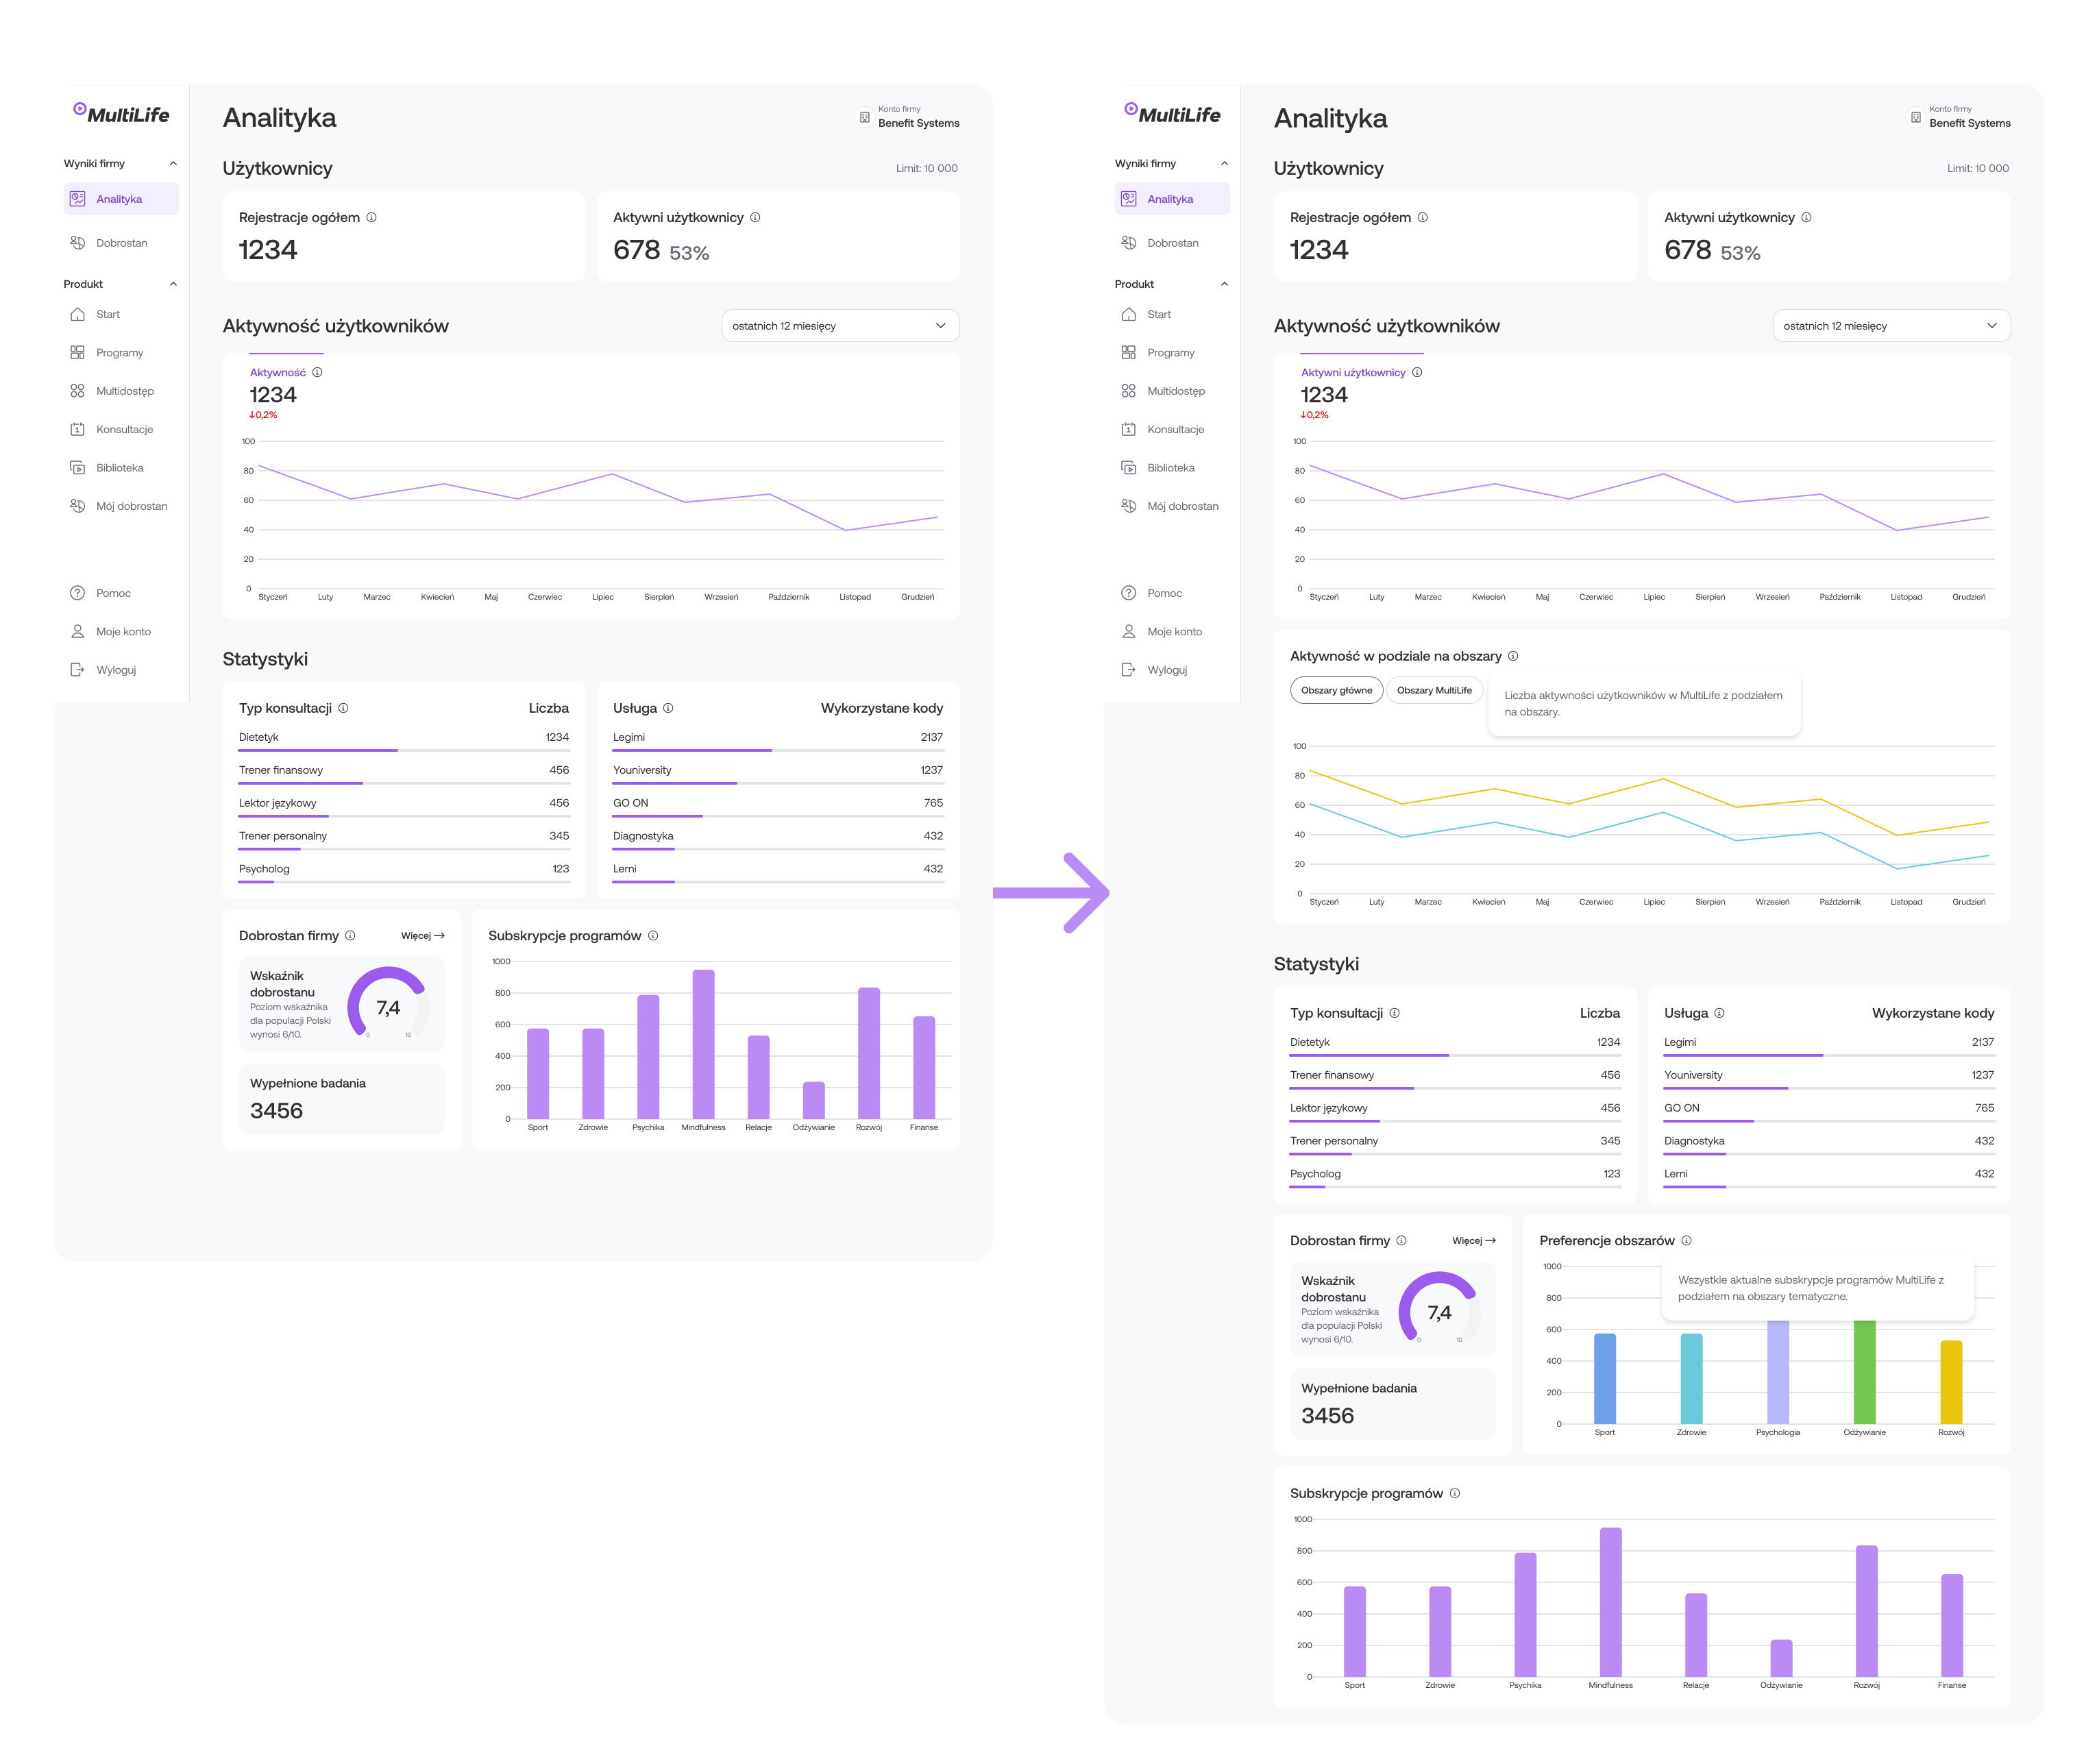 MultiLife
Wyniki firmy
Analityka
Dobrostan
Produkt
Start
Programy
Multidostęp
Konsultacje
Biblioteka
Mój dobrostan
Pomoc
Moje konto
Wyloguj
Analityka
Konto firmy
Benefit Systems
Użytkownicy
Limit: 10 000
Rejestracje ogółem
1234
Aktywni użytkownicy
678 53%
Aktywność użytkowników
ostatnich 12 miesięcy
Aktywność
1234
↓0,2%
100
80
60
40
20
0
Styczeń Luty Marzec Kwiecień Maj Czerwiec Lipiec Sierpień Wrzesień Październik Listopad Grudzień
Statystyki
Typ konsultacji Liczba
Dietetyk 1234
Trener finansowy 456
Lektor językowy 456
Trener personalny 345
Psycholog 123
Usługa Wykorzystane kody
Legimi 2137
Youniversity 1237
GO ON 765
Diagnostyka 432
Lerni 432
Dobrostan firmy Więcej →
Wskaźnik
dobrostanu
Poziom wskaźnika
dla populacji Polski
wynosi 6/10.
7,4
0 10
Wypełnione badania
3456
Subskrypcje programów
1000
800
600
400
200
0
Sport Zdrowie Psychika Mindfulness Relacje Odżywianie Rozwój Finanse
MultiLife
Wyniki firmy
Analityka
Dobrostan
Produkt
Start
Programy
Multidostęp
Konsultacje
Biblioteka
Mój dobrostan
Pomoc
Moje konto
Wyloguj
Analityka
Konto firmy
Benefit Systems
Użytkownicy
Limit: 10 000
Rejestracje ogółem
1234
Aktywni użytkownicy
678 53%
Aktywność użytkowników
ostatnich 12 miesięcy
Aktywni użytkownicy
1234
↓0,2%
100
80
60
40
20
0
Styczeń Luty Marzec Kwiecień Maj Czerwiec Lipiec Sierpień Wrzesień Październik Listopad Grudzień
Aktywność w podziale na obszary
Obszary główne
Obszary MultiLife
Liczba aktywności użytkowników w MultiLife z podziałem
na obszary.
100
80
60
40
20
0
Styczeń Luty Marzec Kwiecień Maj Czerwiec Lipiec Sierpień Wrzesień Październik Listopad Grudzień
Statystyki
Typ konsultacji Liczba
Dietetyk 1234
Trener finansowy 456
Lektor językowy 456
Trener personalny 345
Psycholog 123
Usługa Wykorzystane kody
Legimi 2137
Youniversity 1237
GO ON 765
Diagnostyka 432
Lerni 432
Dobrostan firmy Więcej →
Wskaźnik
dobrostanu
Poziom wskaźnika
dla populacji Polski
wynosi 6/10.
7,4
0 10
Wypełnione badania
3456
Preferencje obszarów
Wszystkie aktualne subskrypcje programów MultiLife z
podziałem na obszary tematyczne.
1000
800
600
400
200
0
Sport Zdrowie Psychologia Odżywianie Rozwój
Subskrypcje programów
1000
800
600
400
200
0
Sport Zdrowie Psychika Mindfulness Relacje Odżywianie Rozwój Finanse